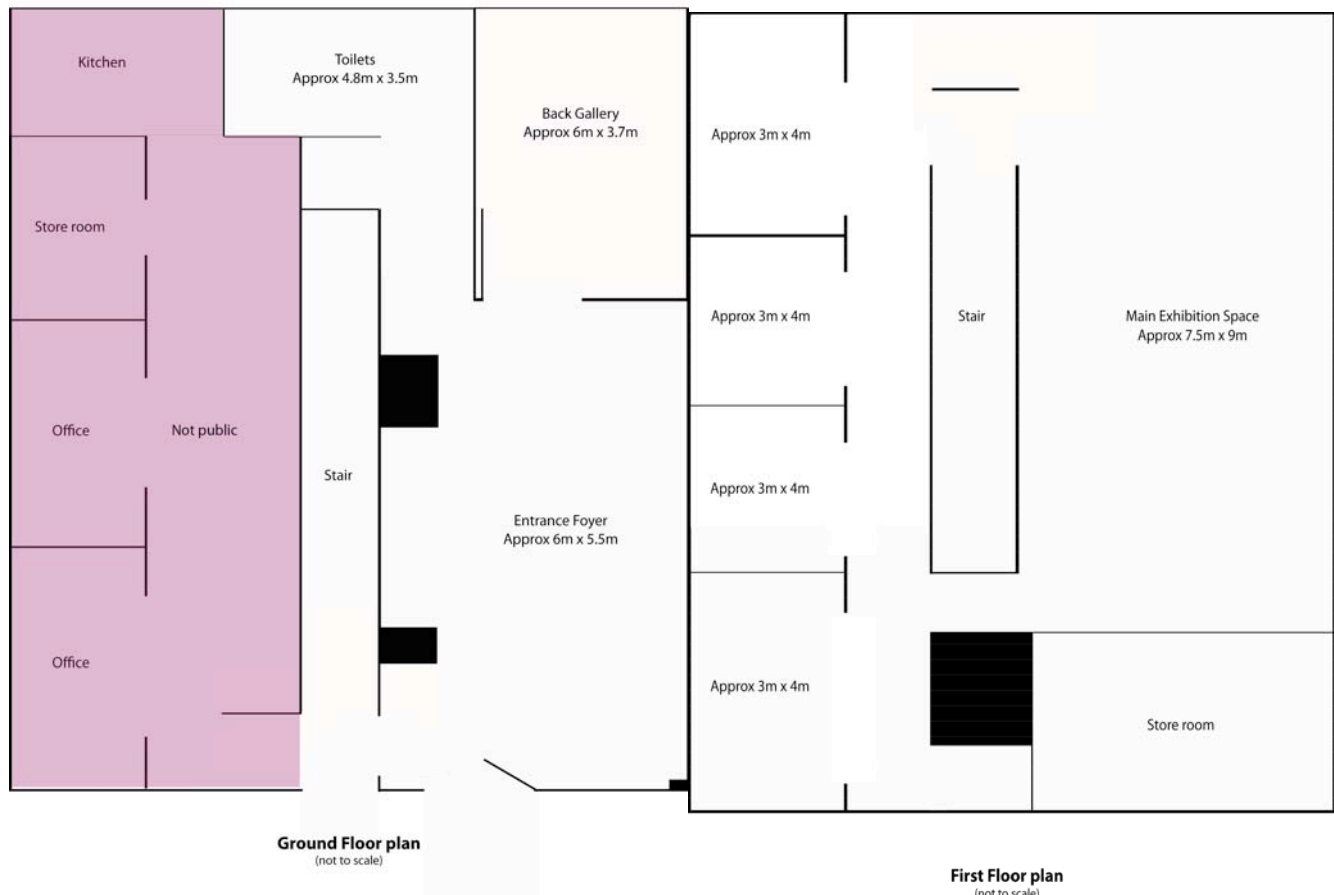 Kitchen
Toilets
Approx 4.8m x 3.5m
Back Gallery
Approx 6m x 3.7m
Store room
Office
Not public
Stair
Entrance Foyer
Approx 6m x 5.5m
Office
Ground Floor plan
(not to scale)
Approx 3m x 4m
Approx 3m x 4m
Stair
Main Exhibition Space
Approx 7.5m x 9m
Approx 3m x 4m
Approx 3m x 4m
Store room
First Floor plan
(not to scale)